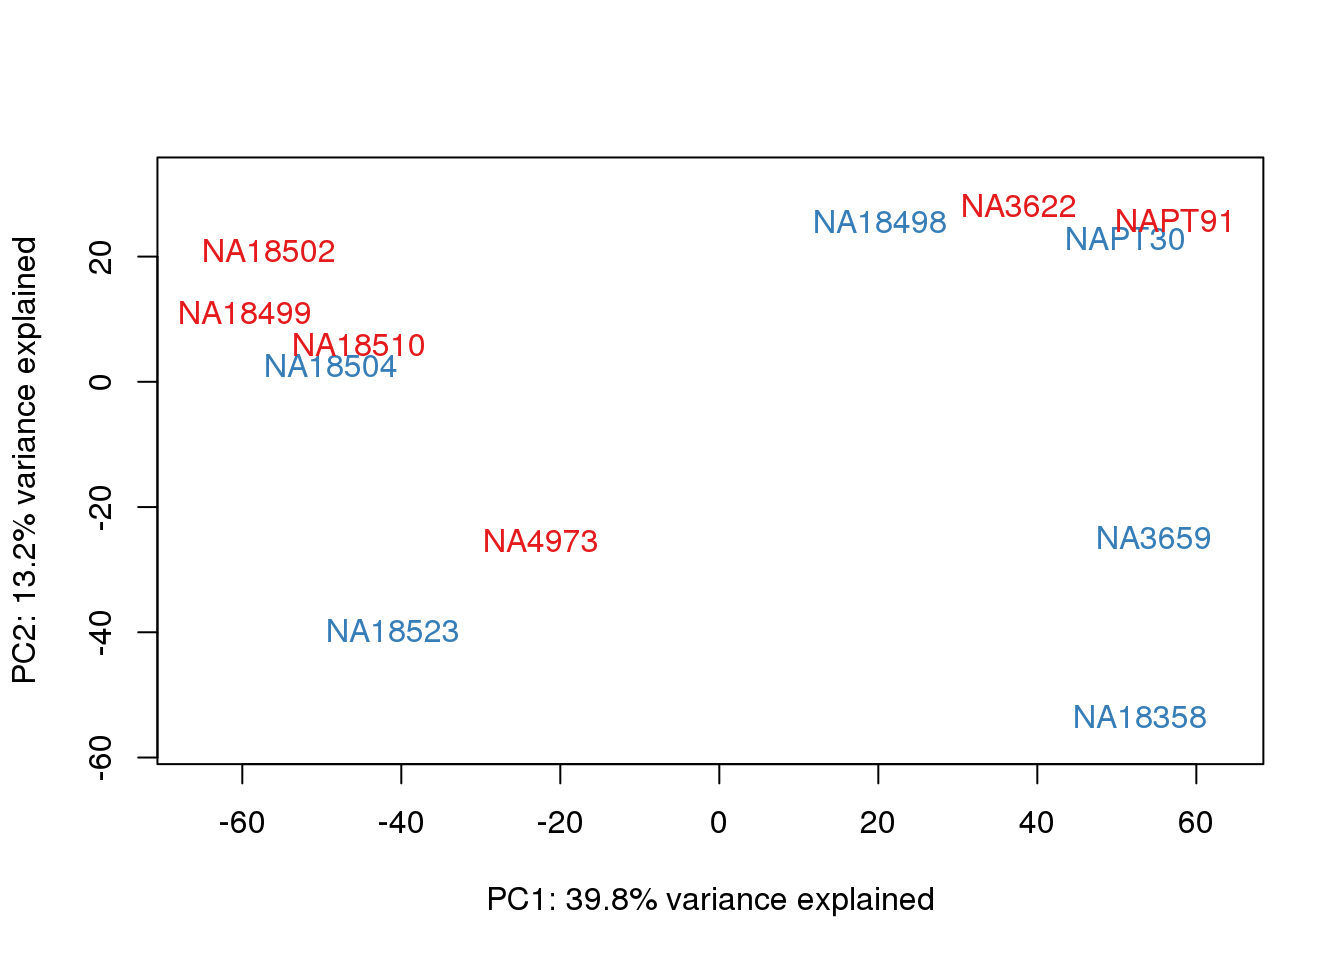 NA3622
NA18498
NAPT91
NAPT30
NA18502
NA18499
NA18510
NA18504
NA4973
NA3659
NA18523
NA18358
20
0
-20
-40
-60
PC2: 13.2% variance explained
-60 -40 -20 0 20 40 60
PC1: 39.8% variance explained